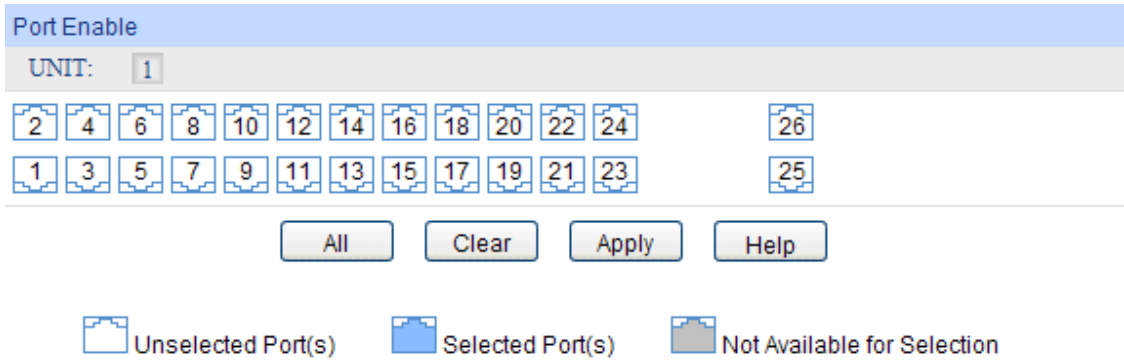 Port Enable
UNIT: 1
2 4 6 8 10 12 14 16 18 20 22 24 26
1 3 5 7 9 11 13 15 17 19 21 23 25
All Clear Apply Help
Unselected Port(s) Selected Port(s) Not Available for Selection